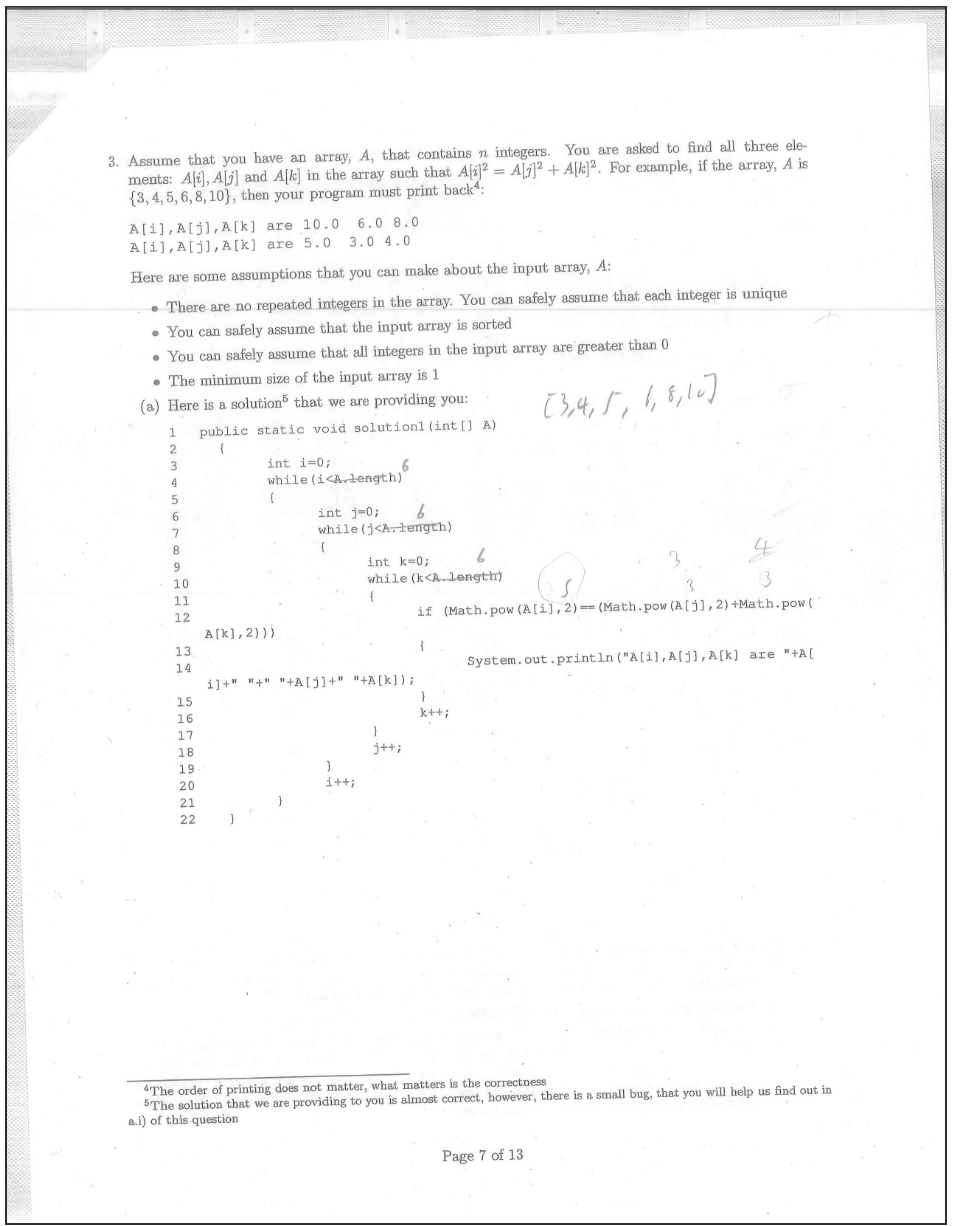 3. Assume that you have an array, A, that contains n integers. You are asked to find all three ele-
ments: A[i], A[j] and A[k] in the array such that A[i]² = A[j]² + A[k]². For example, if the array, A is
{3, 4, 5, 6, 8, 10}, then your program must print back⁴:
A[i],A[j],A[k] are 10.0 6.0 8.0
A[i],A[j],A[k] are 5.0 3.0 4.0
Here are some assumptions that you can make about the input array, A:
• There are no repeated integers in the array. You can safely assume that each integer is unique
• You can safely assume that the input array is sorted
• You can safely assume that all integers in the input array are greater than 0
• The minimum size of the input array is 1
(a) Here is a solution⁵ that we are providing you:
[3,4,5,6,8,10]
1 public static void solution1(int[] A)
2 {
3 int i=0;
6
4 while(i<A.length)
5 {
6 int j=0;
6
7 while(j<A.length)
8 {
9 int k=0;
6 3 4
10 while(k<A.length)
5 3 3
11 {
12 if (Math.pow(A[i],2)==(Math.pow(A[j],2)+Math.pow(
A[k],2)))
13 {
14 System.out.println("A[i],A[j],A[k] are "+A[
i]+" "+" "+A[j]+" "+A[k]);
15 }
16 k++;
17 }
18 j++;
19 }
20 i++;
21 }
22 }
⁴The order of printing does not matter, what matters is the correctness
⁵The solution that we are providing to you is almost correct, however, there is a small bug, that you will help us find out in
a.i) of this question
Page 7 of 13